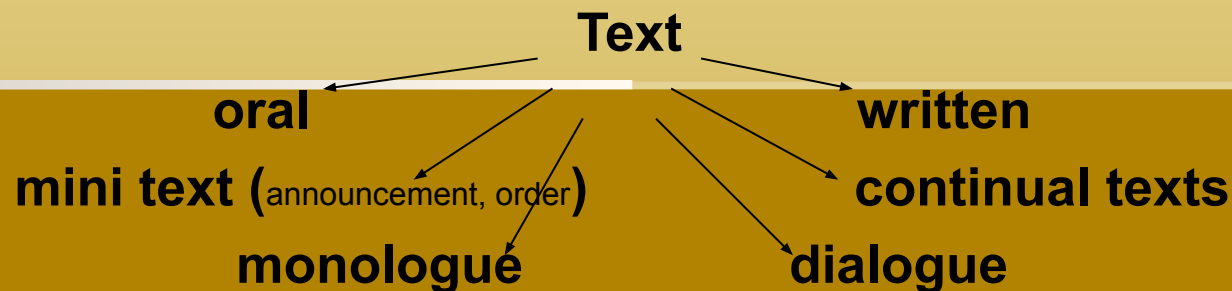 Text
oral written
mini text (announcement, order) continual texts
monologue dialogue